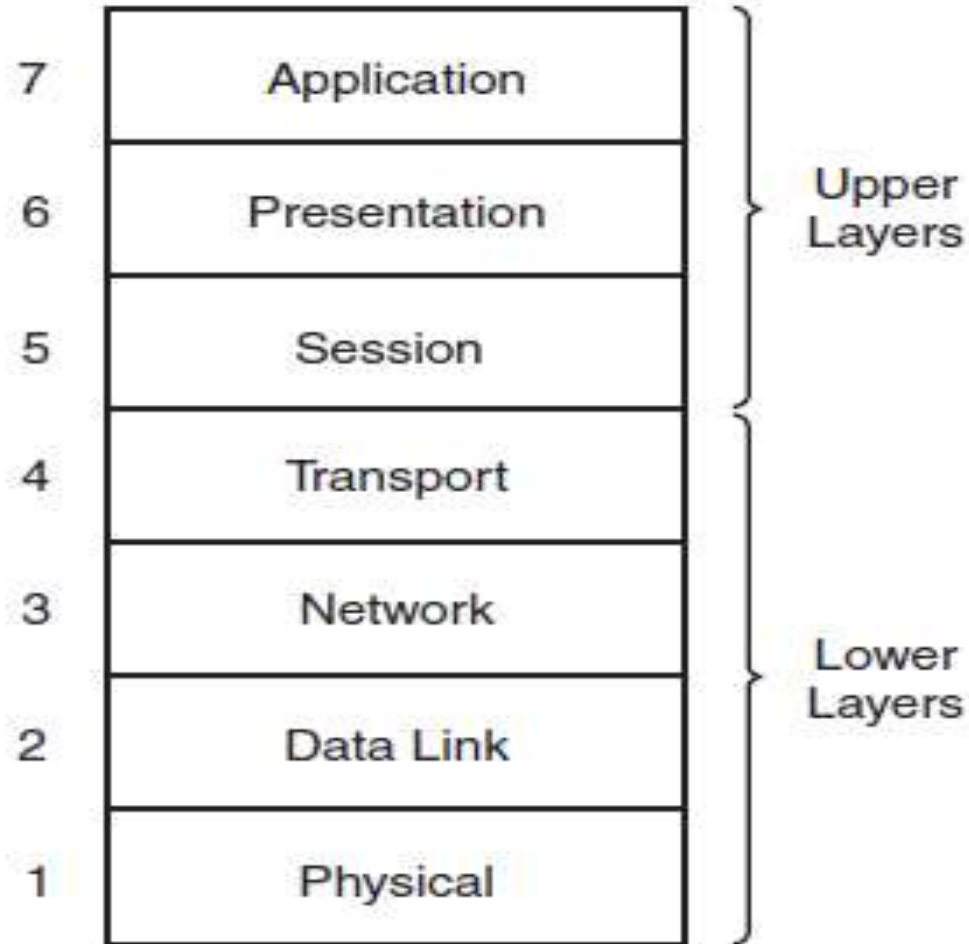 7 Application
6 Presentation
5 Session
Upper
Layers
4 Transport
3 Network
2 Data Link
1 Physical
Lower
Layers